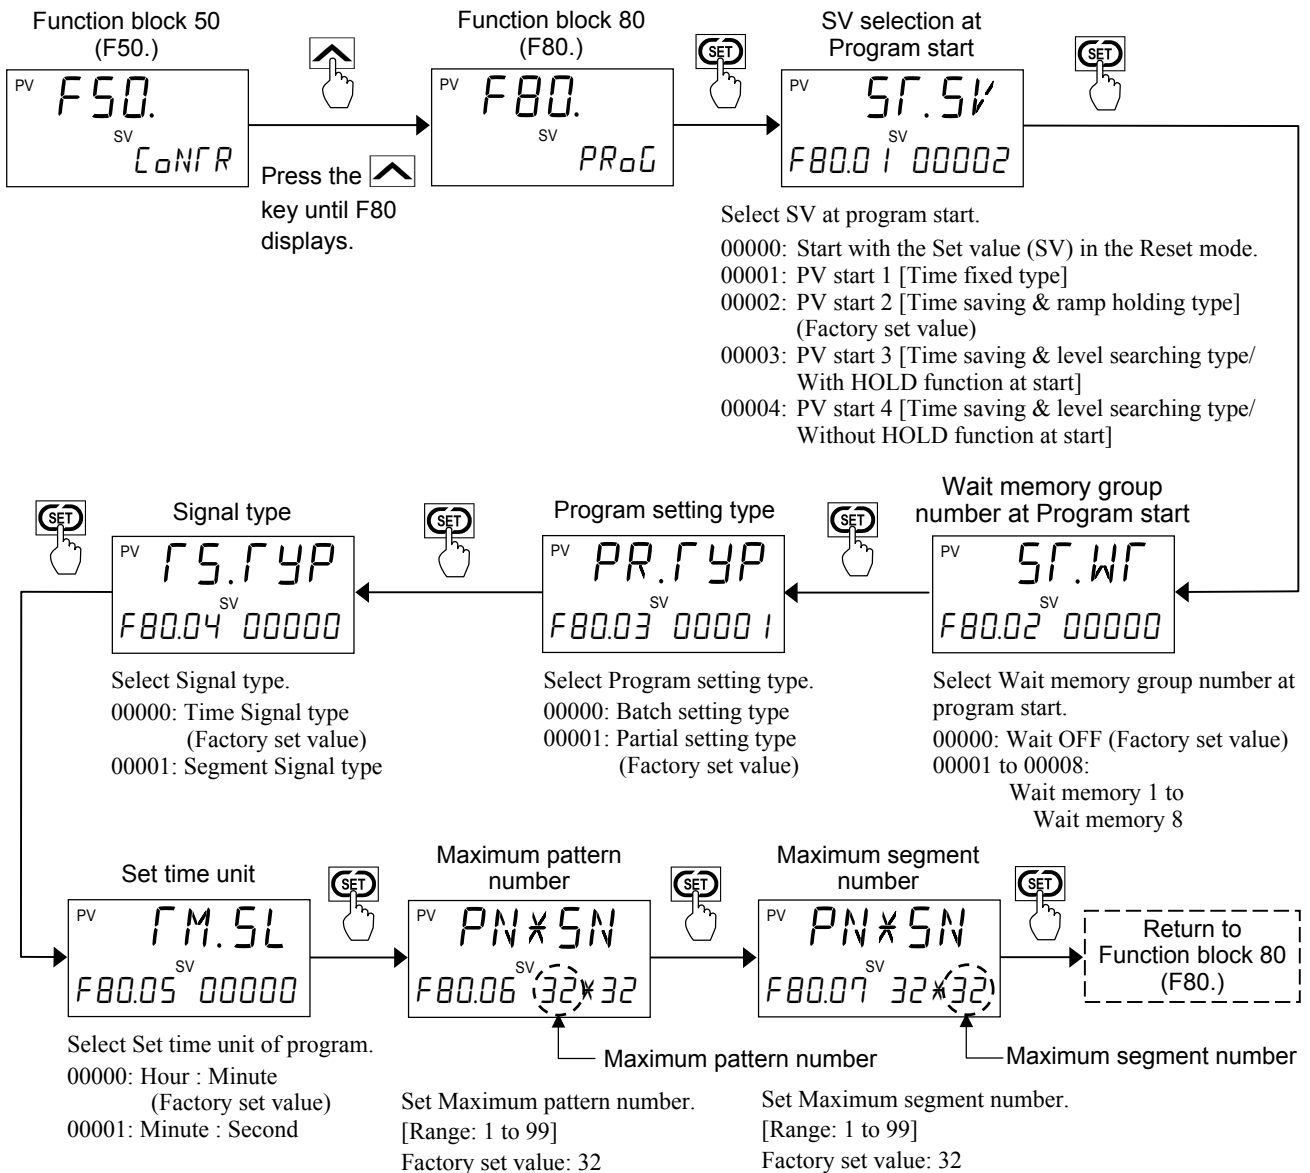 Function block 50
(F50.)
PV
F50.
SV
CoNTR
Press the
key until F80
displays.
Function block 80
(F80.)
PV
F80.
SV
PRoG
SET
SV selection at
Program start
PV
ST.SV
SV
F80.01 00002
SET
Select SV at program start.
00000: Start with the Set value (SV) in the Reset mode.
00001: PV start 1 [Time fixed type]
00002: PV start 2 [Time saving & ramp holding type]
(Factory set value)
00003: PV start 3 [Time saving & level searching type/
With HOLD function at start]
00004: PV start 4 [Time saving & level searching type/
Without HOLD function at start]
Wait memory group
number at Program start
PV
ST.WT
SV
F80.02 00000
Select Wait memory group number at
program start.
00000: Wait OFF (Factory set value)
00001 to 00008:
Wait memory 1 to
Wait memory 8
SET
Program setting type
PV
PR.TYP
SV
F80.03 00001
Select Program setting type.
00000: Batch setting type
00001: Partial setting type
(Factory set value)
SET
Signal type
PV
TS.TYP
SV
F80.04 00000
Select Signal type.
00000: Time Signal type
(Factory set value)
00001: Segment Signal type
SET
Set time unit
PV
TM.SL
SV
F80.05 00000
Select Set time unit of program.
00000: Hour : Minute
(Factory set value)
00001: Minute : Second
SET
Maximum pattern
number
PV
PN*SN
SV
F80.06 32*32
Maximum pattern number
Set Maximum pattern number.
[Range: 1 to 99]
Factory set value: 32
SET
Maximum segment
number
PV
PN*SN
SV
F80.07 32*32
Maximum segment number
Set Maximum segment number.
[Range: 1 to 99]
Factory set value: 32
SET
Return to
Function block 80
(F80.)